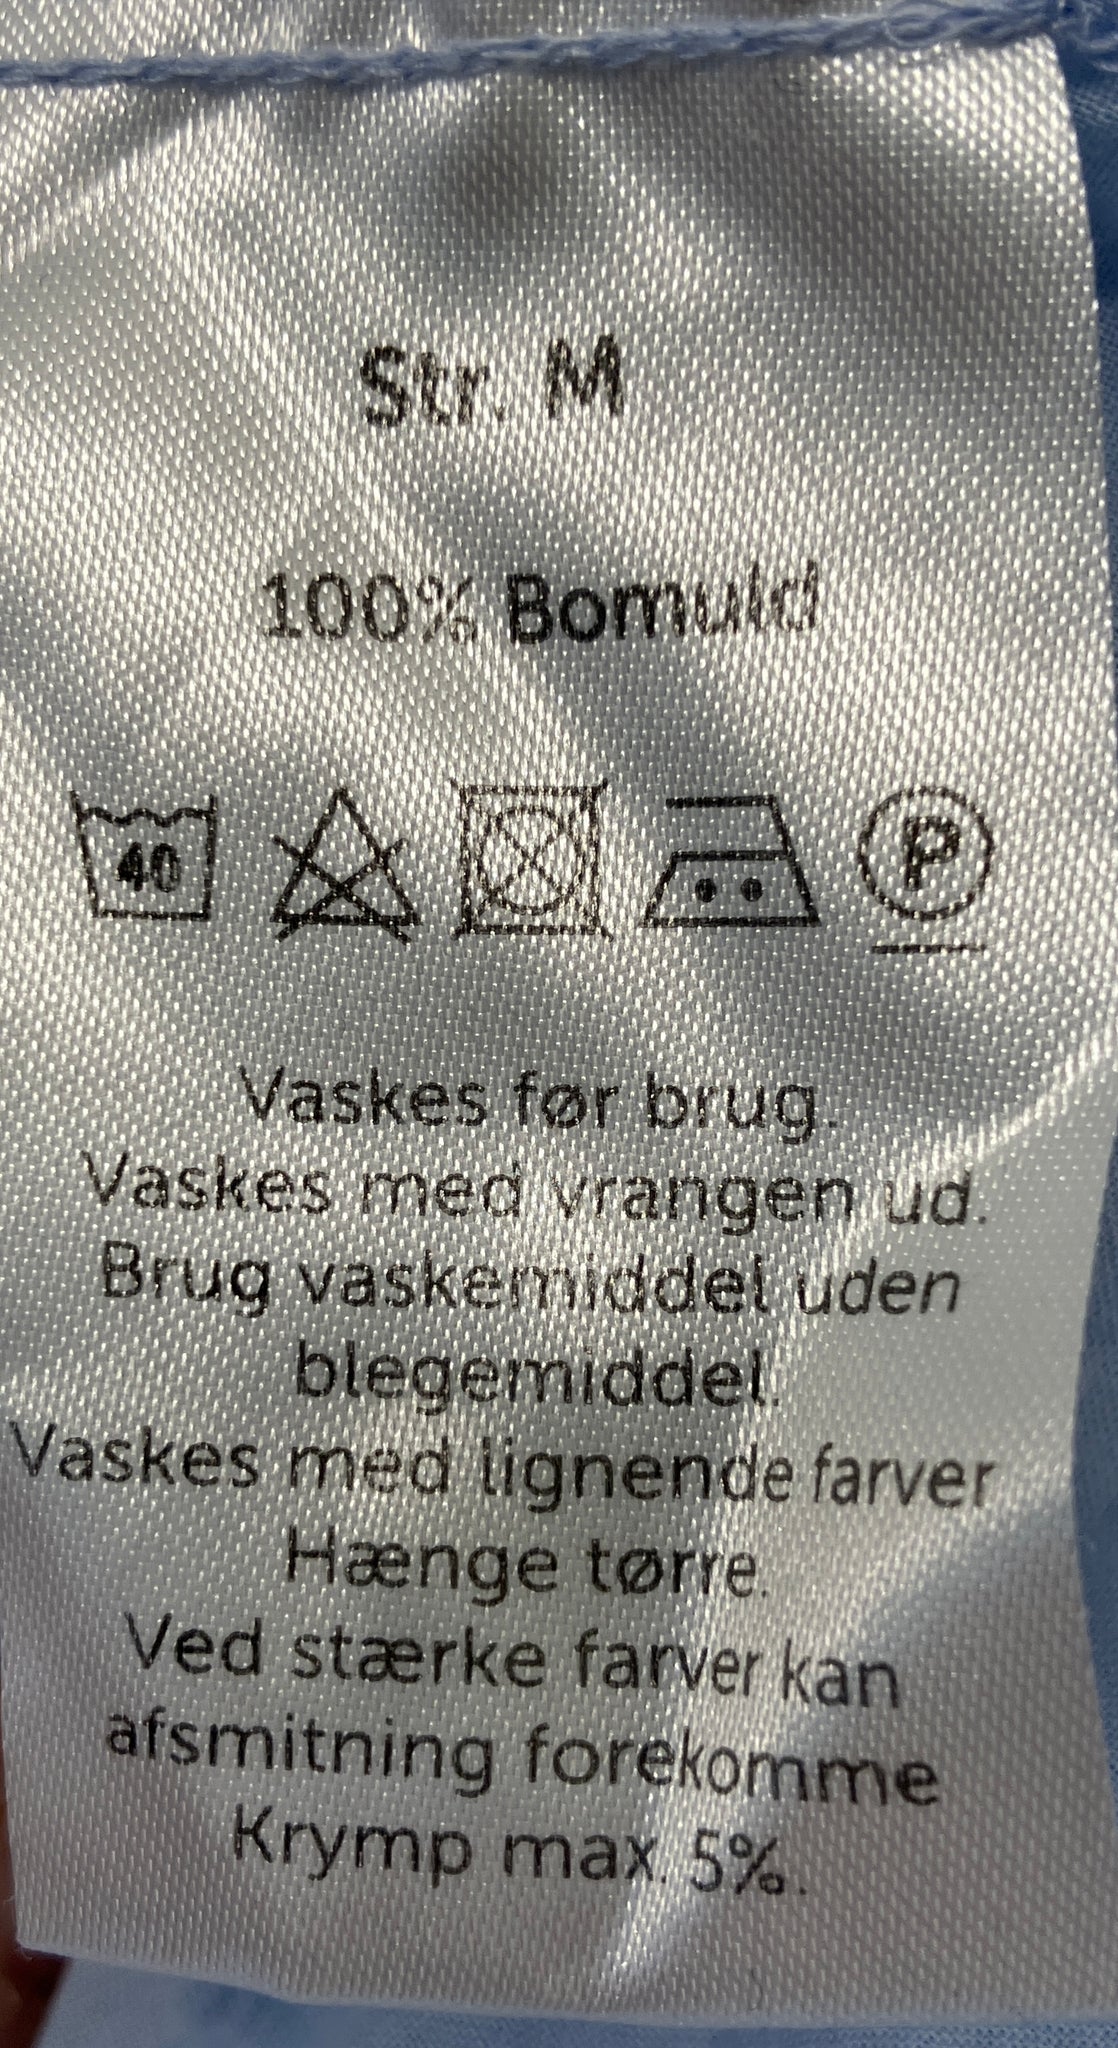 Str. M
100% Bomuld
40 P
Vaskes før brug.
Vaskes med vrangen ud.
Brug vaskemiddel uden
blegemiddel.
Vaskes med lignende farver
Hænge tørre.
Ved stærke farver kan
afsmitning forekomme
Krymp max. 5%.